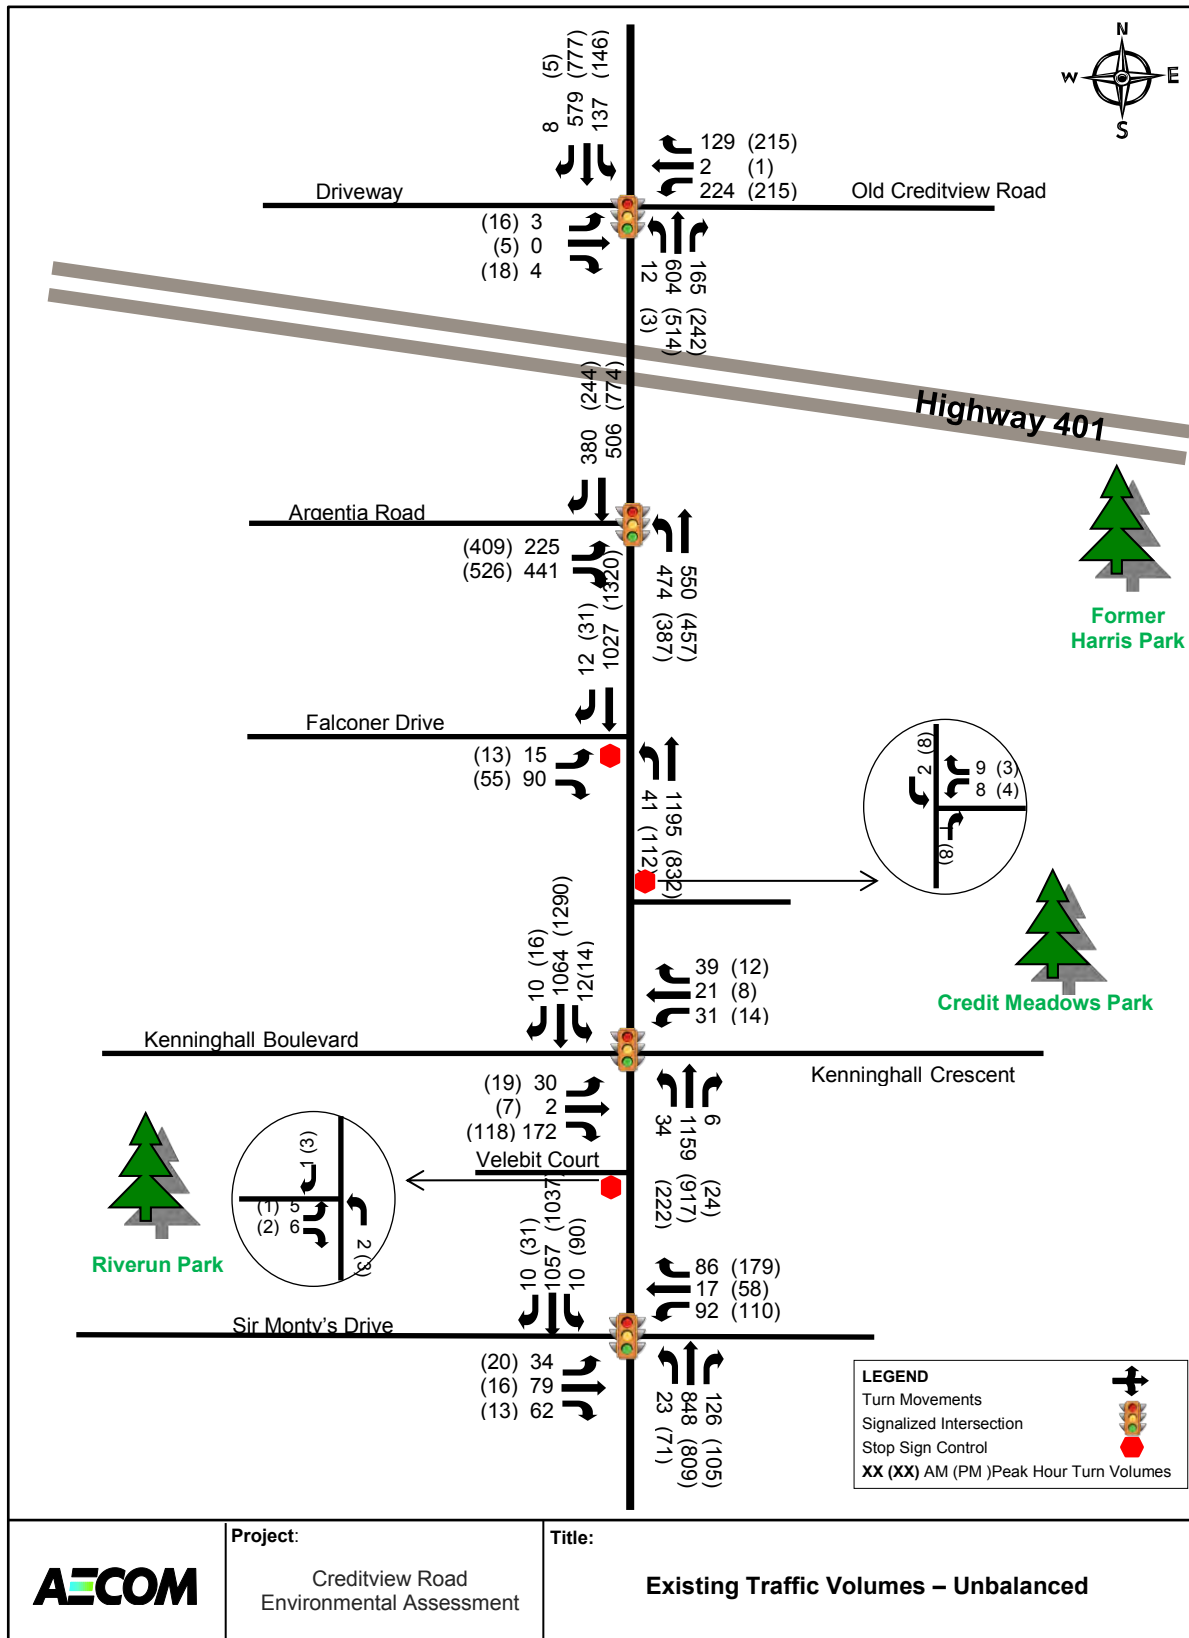 N
W E
S
8 (5)
579 (777)
137 (146)
129 (215)
2 (1)
224 (215)
Driveway
Old Creditview Road
(16) 3
(5) 0
(18) 4
12 (3)
604 (514)
165 (242)
Highway 401
380 (244)
506 (774)
Argentia Road
(409) 225
(526) 441
474 (387)
550 (457)
Former
Harris Park
12 (31)
1027 (1320)
Falconer Drive
(13) 15
(55) 90
41 (112)
1195 (832)
2 (8)
9 (3)
8 (4)
1 (8)
10 (16)
1064 (1290)
12(14)
39 (12)
21 (8)
31 (14)
Credit Meadows Park
Kenninghall Boulevard
Kenninghall Crescent
(19) 30
(7) 2
(118) 172
34 (222)
1159 (917)
6 (24)
Velebit Court
1 (3)
(1) 5
(2) 6
2 (3)
Riverun Park
10 (31)
1057 (1037)
10 (90)
86 (179)
17 (58)
92 (110)
Sir Monty's Drive
(20) 34
(16) 79
(13) 62
23 (71)
848 (809)
126 (105)
LEGEND
Turn Movements
Signalized Intersection
Stop Sign Control
XX (XX) AM (PM )Peak Hour Turn Volumes
AECOM
Project:
Creditview Road
Environmental Assessment
Title:
Existing Traffic Volumes – Unbalanced